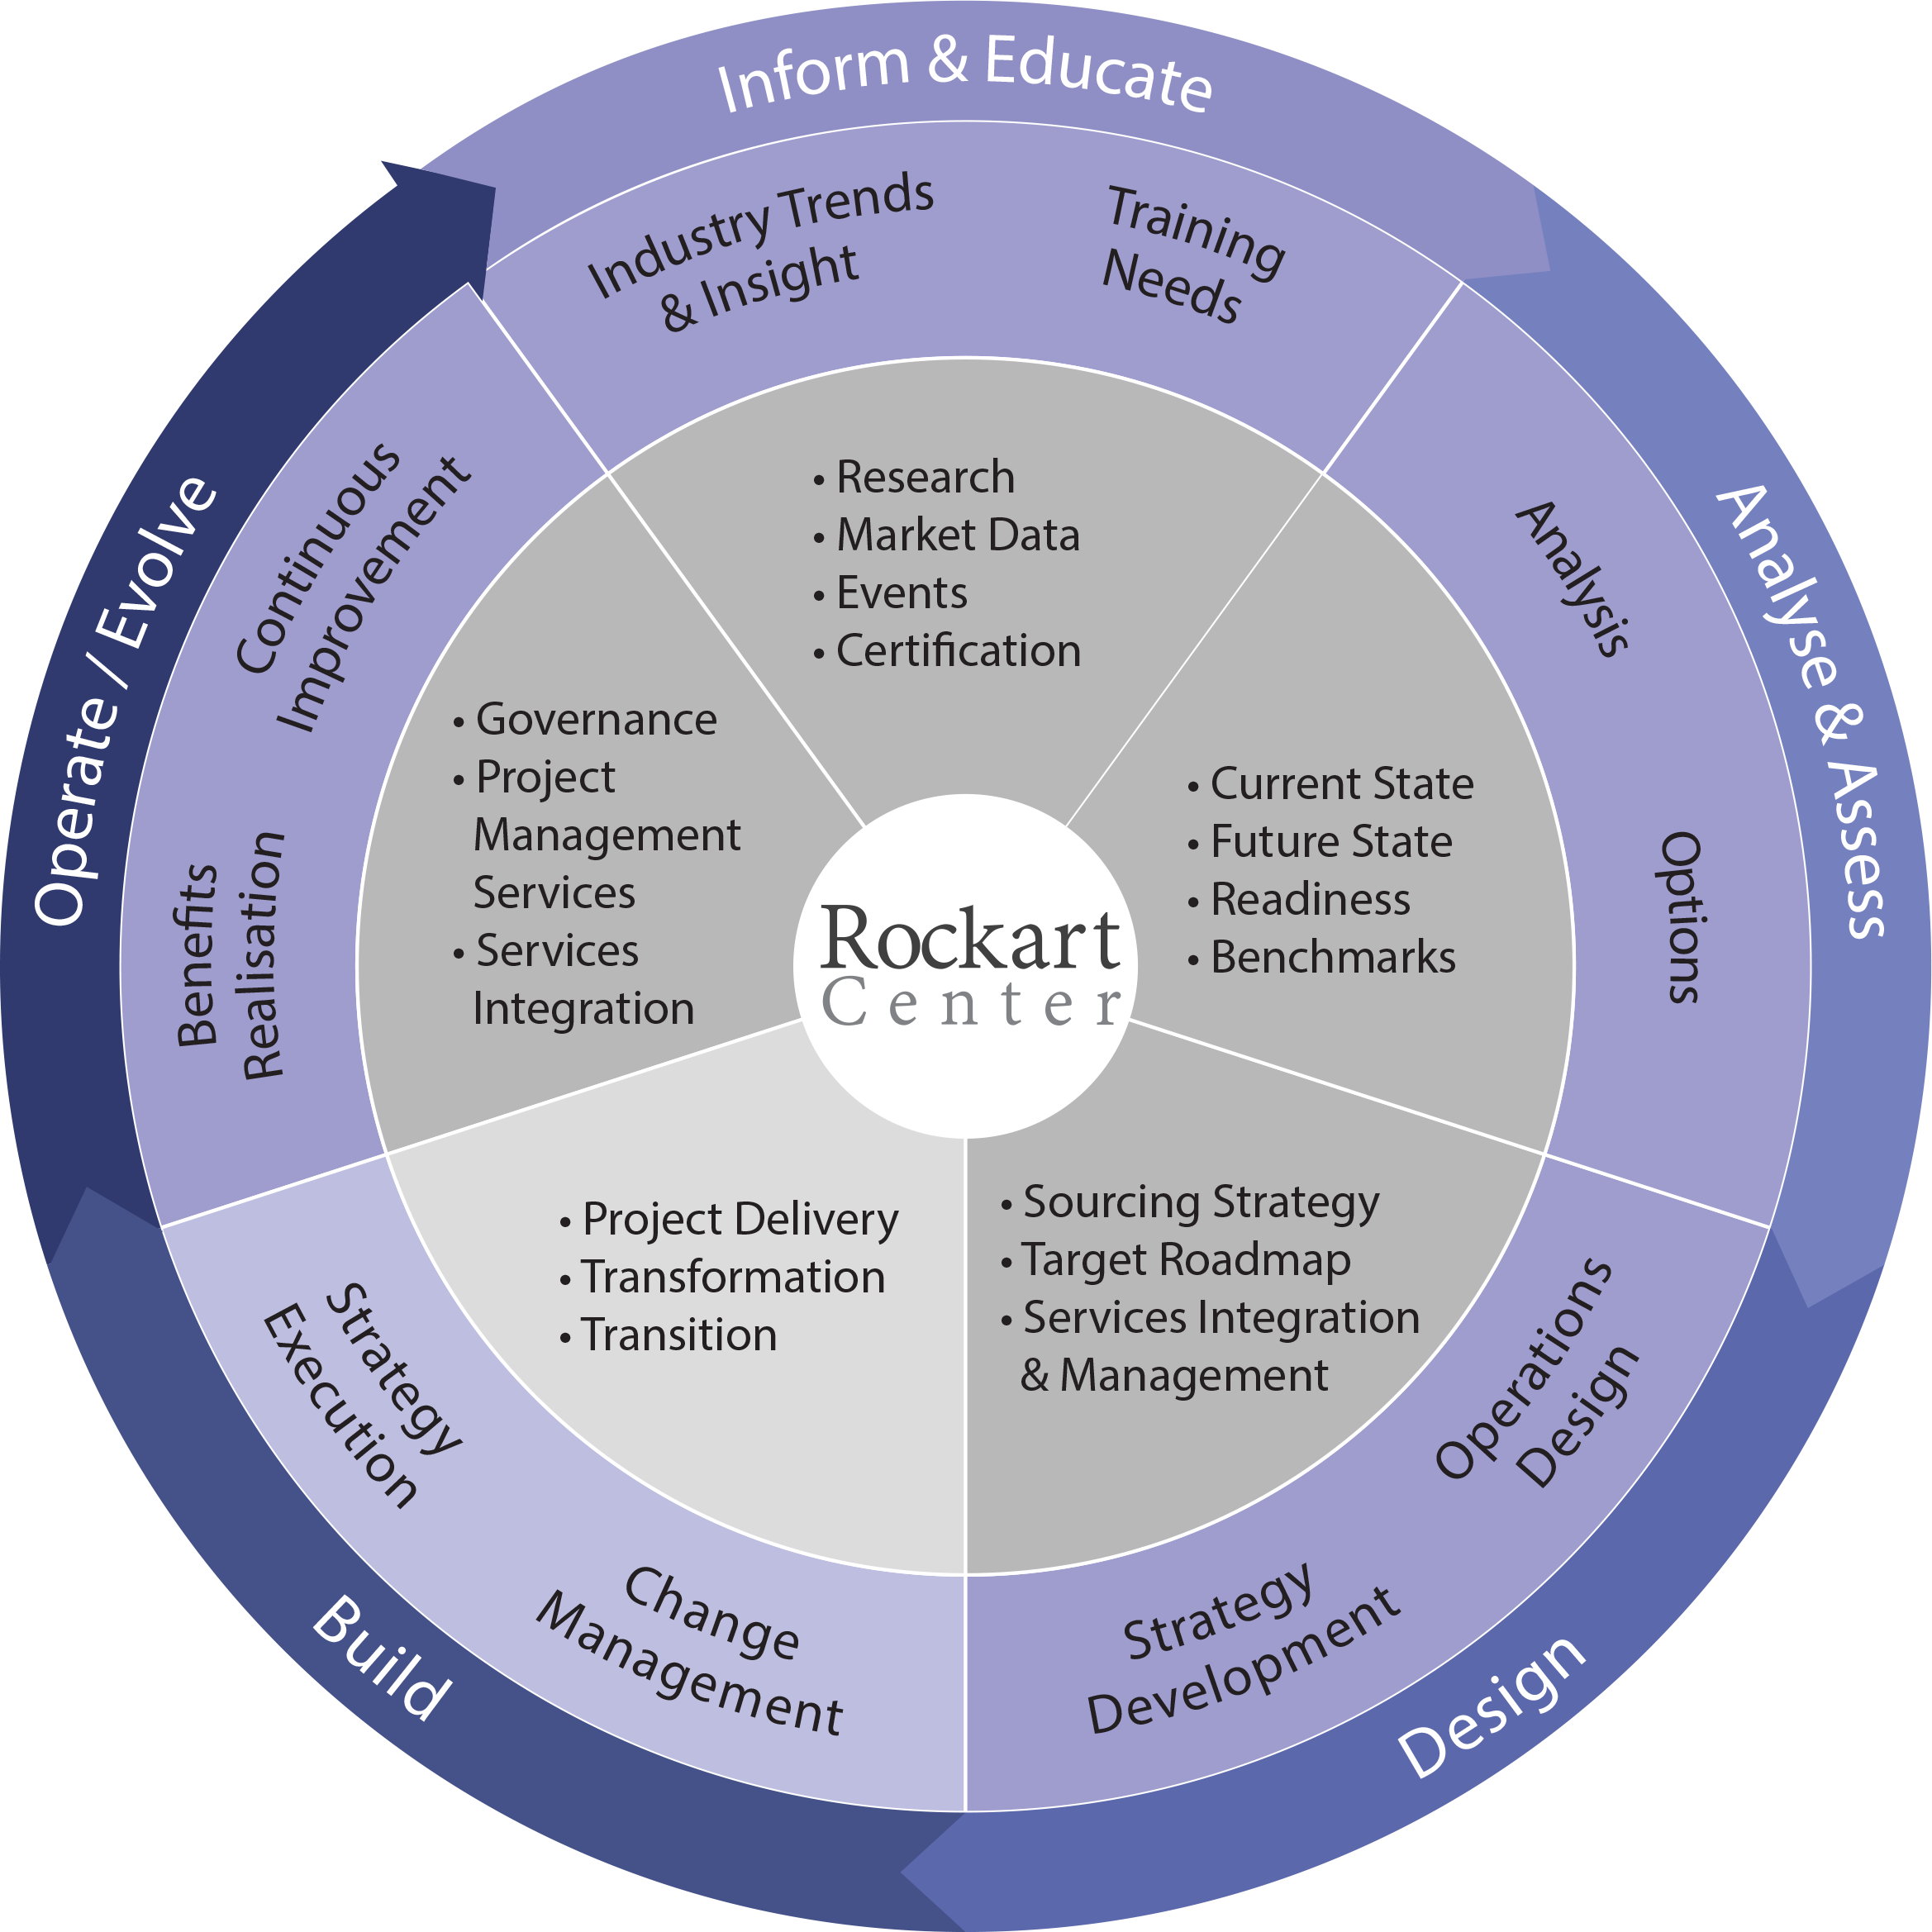 Inform & Educate
Industry Trends
& Insight
Training
Needs
• Research
• Market Data
• Events
• Certification
Analyse & Assess
Analysis
Options
• Current State
• Future State
• Readiness
• Benchmarks
Design
Operations
Design
Strategy
Development
• Sourcing Strategy
• Target Roadmap
• Services Integration
& Management
Build
Change
Management
Strategy
Execution
• Project Delivery
• Transformation
• Transition
Operate / Evolve
Benefits
Realisation
Continuous
Improvement
• Governance
• Project
Management
Services
• Services
Integration
Rockart
Center